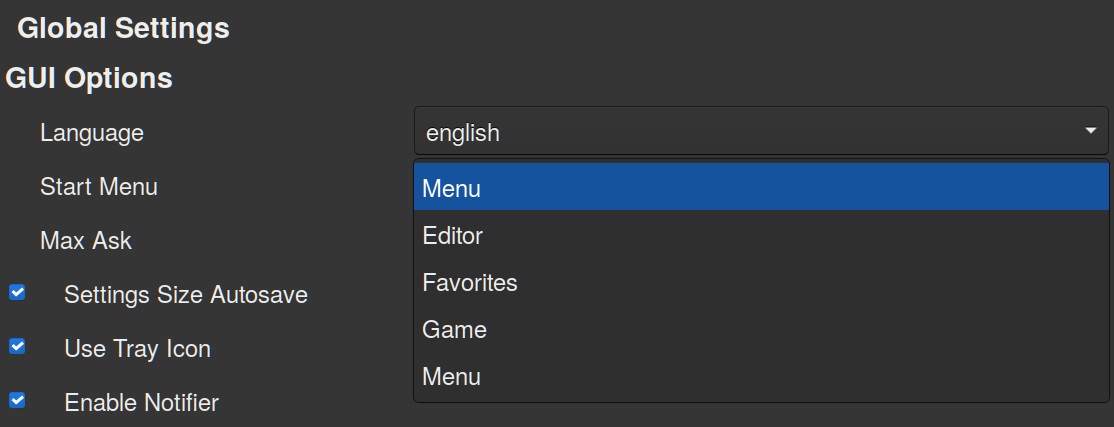 Global Settings
GUI Options
Language
english
Start Menu
Menu
Max Ask
Editor
Settings Size Autosave
Favorites
Use Tray Icon
Game
Enable Notifier
Menu